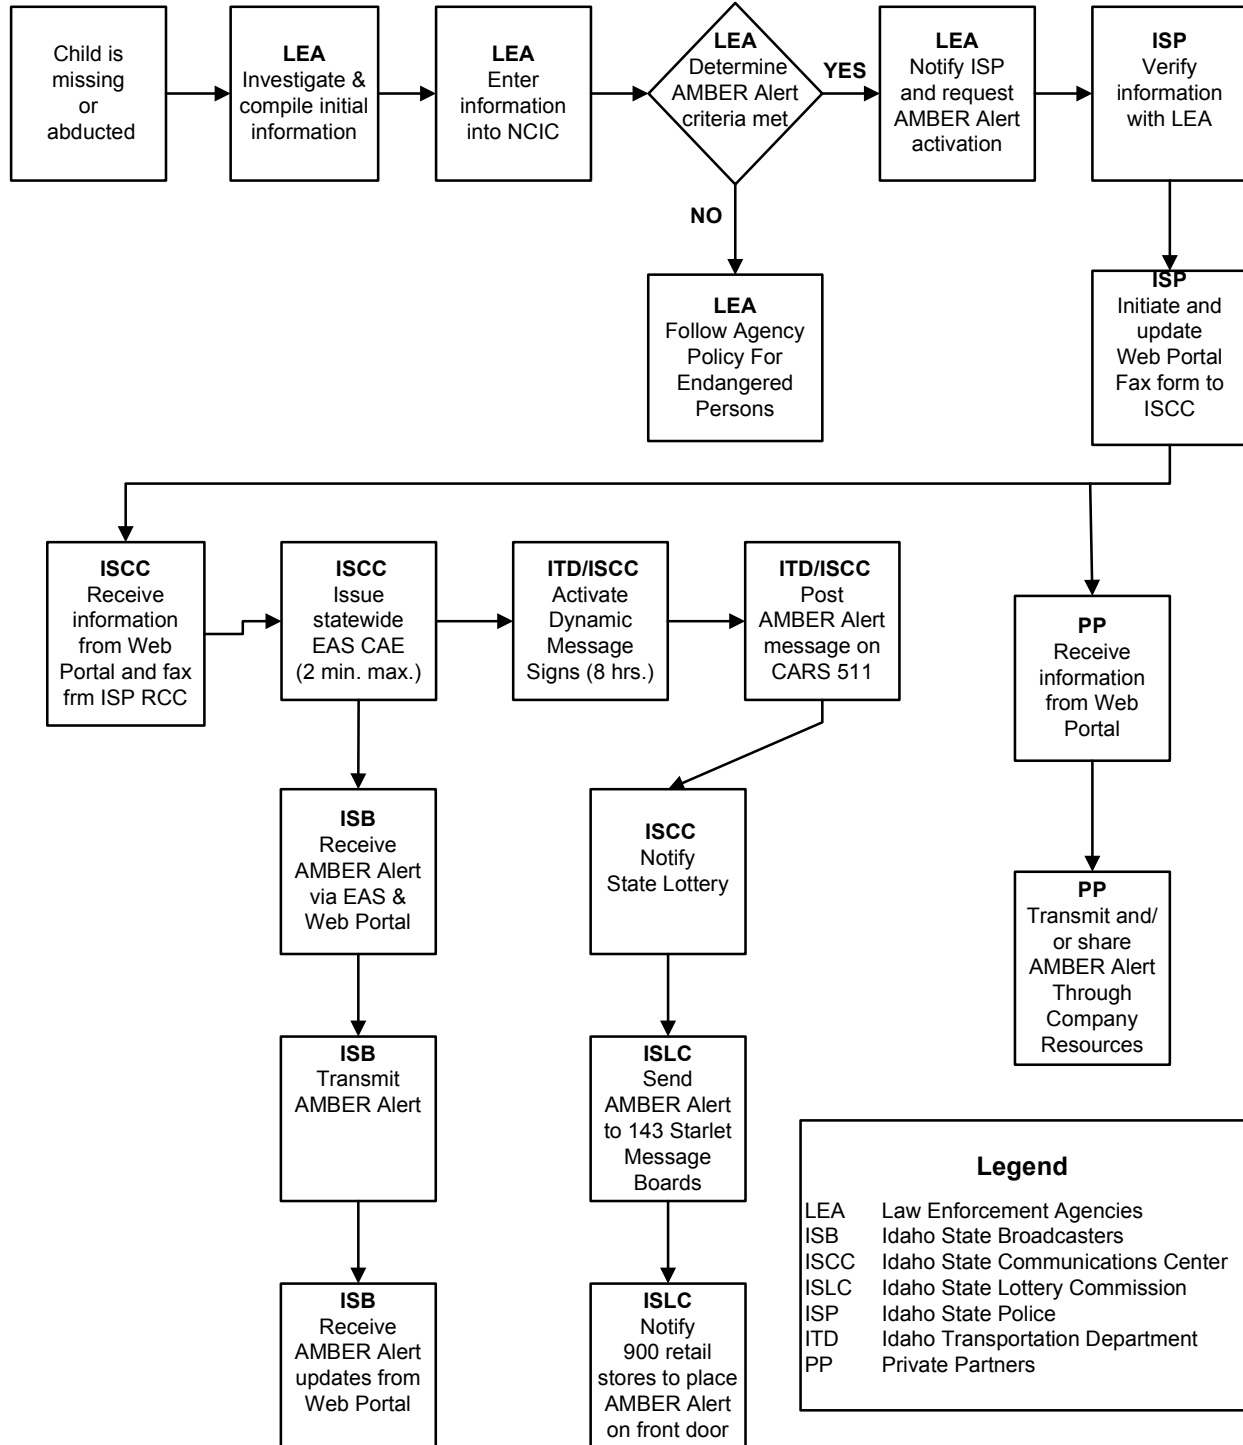 Child is
missing
or
abducted
LEA
Investigate &
compile initial
information
LEA
Enter
information
into NCIC
LEA
Determine
AMBER Alert
criteria met
YES
NO
LEA
Notify ISP
and request
AMBER Alert
activation
ISP
Verify
information
with LEA
LEA
Follow Agency
Policy For
Endangered
Persons
ISP
Initiate and
update
Web Portal
Fax form to
ISCC
ISCC
Receive
information
from Web
Portal and fax
frm ISP RCC
ISCC
Issue
statewide
EAS CAE
(2 min. max.)
ITD/ISCC
Activate
Dynamic
Message
Signs (8 hrs.)
ITD/ISCC
Post
AMBER Alert
message on
CARS 511
PP
Receive
information
from Web
Portal
ISB
Receive
AMBER Alert
via EAS &
Web Portal
ISCC
Notify
State Lottery
PP
Transmit and/
or share
AMBER Alert
Through
Company
Resources
ISB
Transmit
AMBER Alert
ISLC
Send
AMBER Alert
to 143 Starlet
Message
Boards
ISB
Receive
AMBER Alert
updates from
Web Portal
ISLC
Notify
900 retail
stores to place
AMBER Alert
on front door
Legend
LEA Law Enforcement Agencies
ISB Idaho State Broadcasters
ISCC Idaho State Communications Center
ISLC Idaho State Lottery Commission
ISP Idaho State Police
ITD Idaho Transportation Department
PP Private Partners